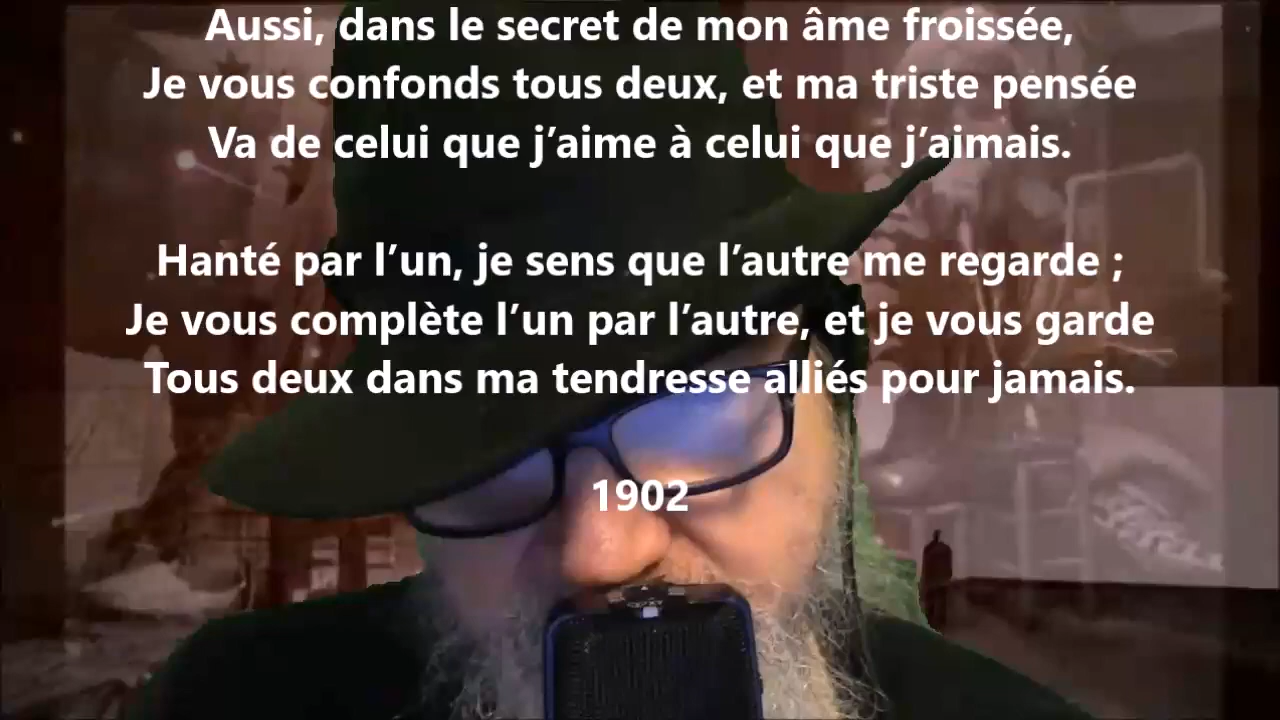 Aussi, dans le secret de mon âme froissée,
Je vous confonds tous deux, et ma triste pensée
Va de celui que j’aime à celui que j’aimais.
Hanté par l’un, je sens que l’autre me regarde ;
Je vous complète l’un par l’autre, et je vous garde
Tous deux dans ma tendresse alliés pour jamais.
1902